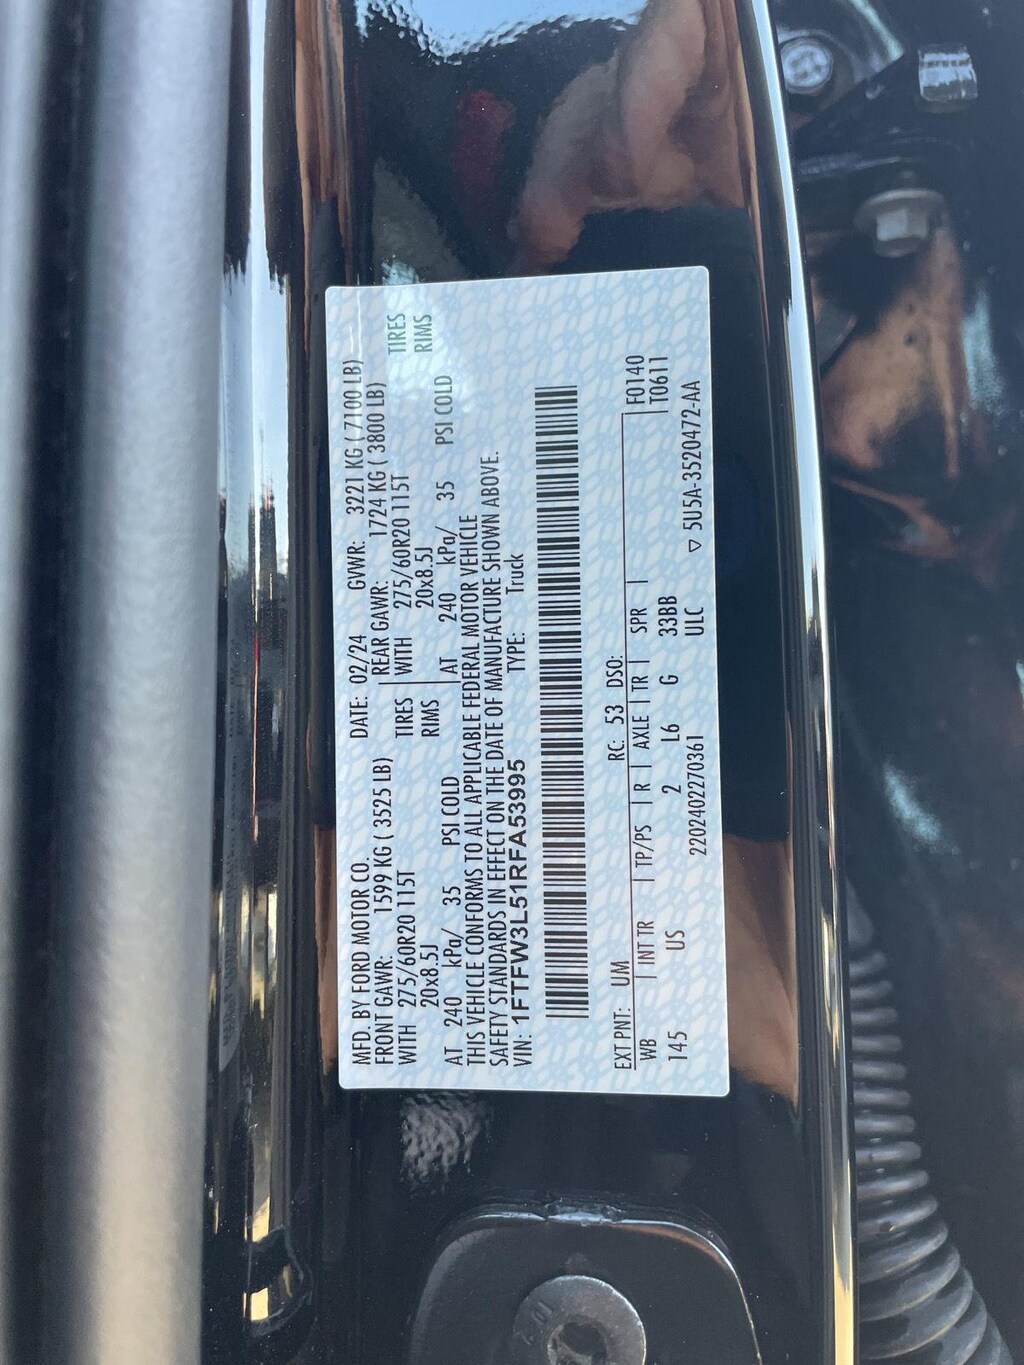 MFD. BY FORD MOTOR CO.
DATE: 02/24 GVWR: 3221 KG ( 7100 LB)
FRONT GAWR: 1599 KG ( 3525 LB) REAR GAWR: 1724 KG ( 3800 LB)
WITH 275/60R20 115T TIRES WITH 275/60R20 115T TIRES
20x8.5J RIMS 20x8.5J RIMS
AT 240 kPa/ 35 PSI COLD AT 240 kPa/ 35 PSI COLD
THIS VEHICLE CONFORMS TO ALL APPLICABLE FEDERAL MOTOR VEHICLE
SAFETY STANDARDS IN EFFECT ON THE DATE OF MANUFACTURE SHOWN ABOVE.
VIN: 1FTFW3L51RFA53995 TYPE: Truck
EXT PNT: UM RC: 53 DSO: F0140
WB INT TR TP/PS R AXLE TR SPR T0611
145 US 2 L6 G 33BB
2202402270361 ULC ▽ 5U5A-3520472-AA